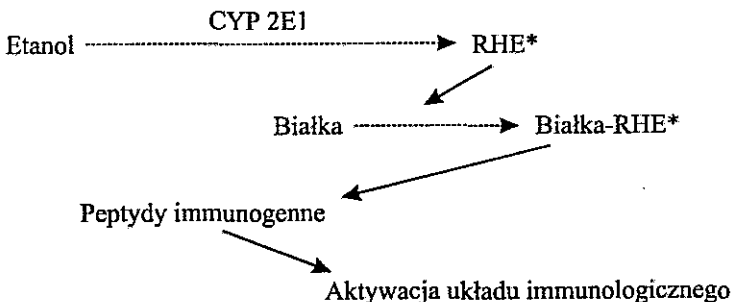 CYP 2E1
Etanol RHE*
Białka Białka-RHE*
Peptydy immunogenne
Aktywacja układu immunologicznego